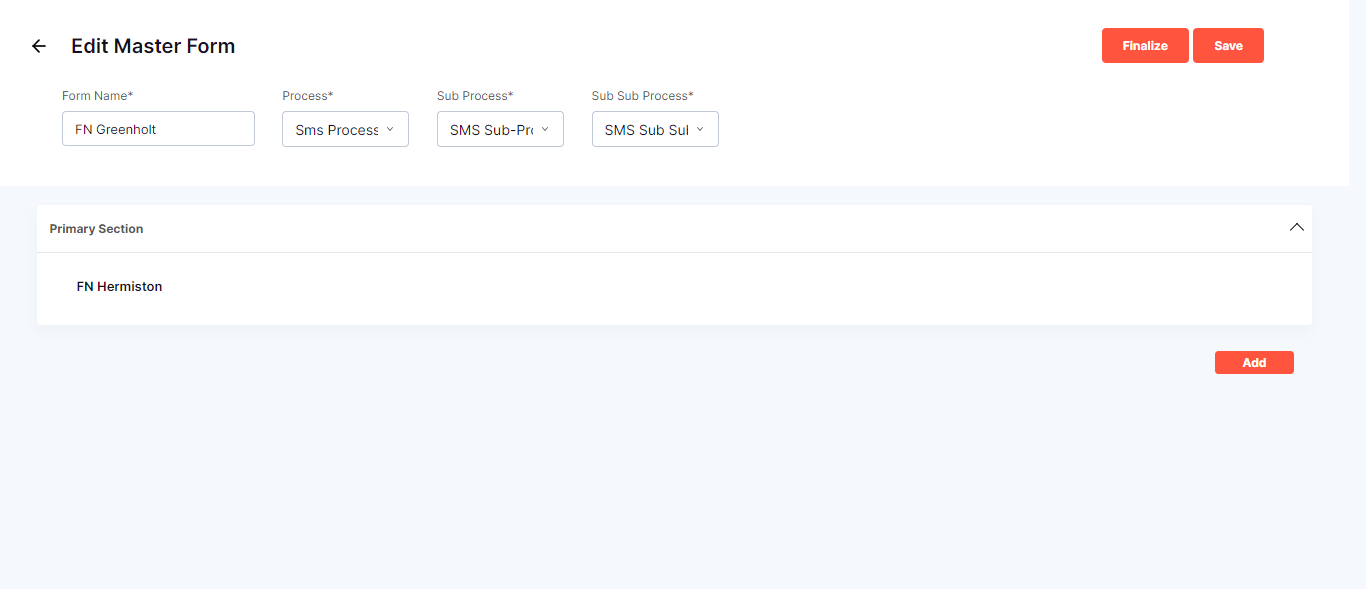 Edit Master Form
Finalize
Save
Form Name*
Process*
Sub Process*
Sub Sub Process*
FN Greenholt
Sms Process
SMS Sub-Pr
SMS Sub Sul
Primary Section
FN Hermiston
Add